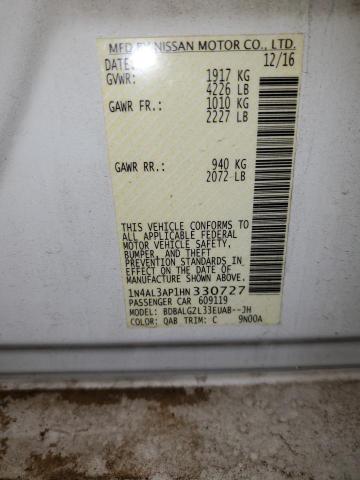 MFD BY NISSAN MOTOR CO., LTD.
DATE: 12/16
GVWR: 1917 KG
4226 LB
GAWR FR.: 1010 KG
2227 LB
GAWR RR.: 940 KG
2072 LB
THIS VEHICLE CONFORMS TO
ALL APPLICABLE FEDERAL
MOTOR VEHICLE SAFETY,
BUMPER, AND THEFT
PREVENTION STANDARDS IN
EFFECT ON THE DATE OF
MANUFACTURE SHOWN ABOVE.
1N4AL3AP1HN330727
PASSENGER CAR 609119
MODEL: BDBALGZL33EUAB--JH
COLOR: QAB TRIM: C 9N00A